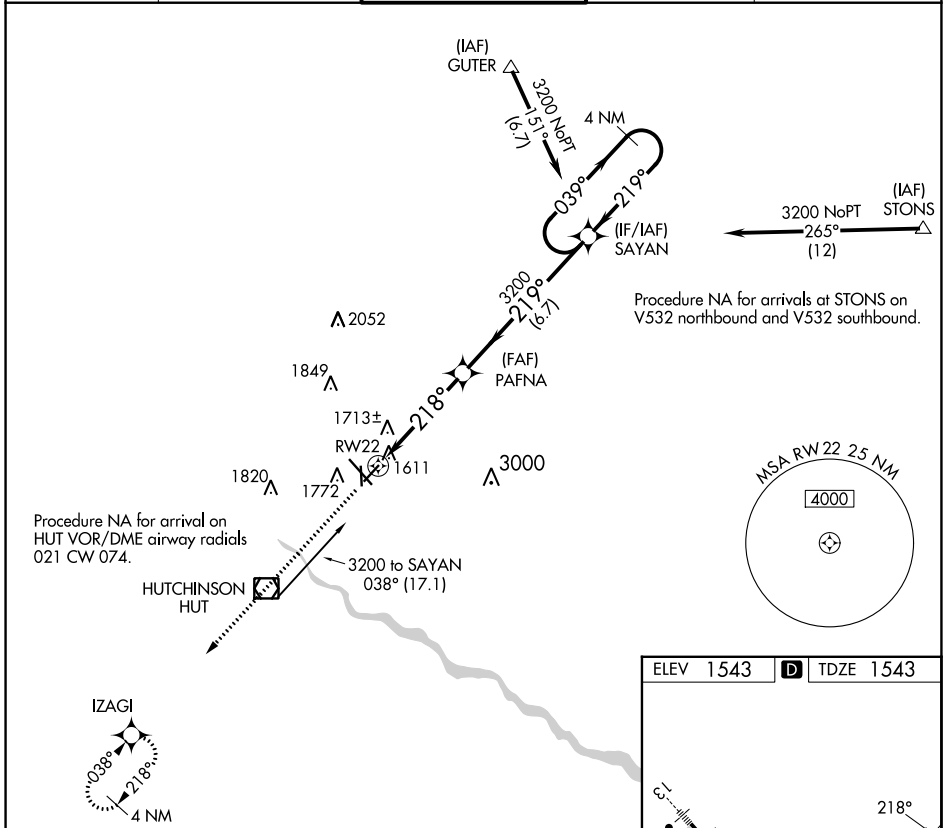 (IAF)
GUTER
3200 NoPT
151°
(6.7)
4 NM
039°
219°
(IF/IAF)
SAYAN
(IAF)
STONS
3200 NoPT
265°
(12)
3200
219°
(6.7)
Procedure NA for arrivals at STONS on
V532 northbound and V532 southbound.
2052
(FAF)
PAFNA
1849
218°
1713±
RW22
1611
3000
1820
1772
MSA RW 22 25 NM
4000
Procedure NA for arrival on
HUT VOR/DME airway radials
021 CW 074.
3200 to SAYAN
038° (17.1)
HUTCHINSON
HUT
ELEV 1543 D TDZE 1543
IZAGI
038°
218°
4 NM
13
218°